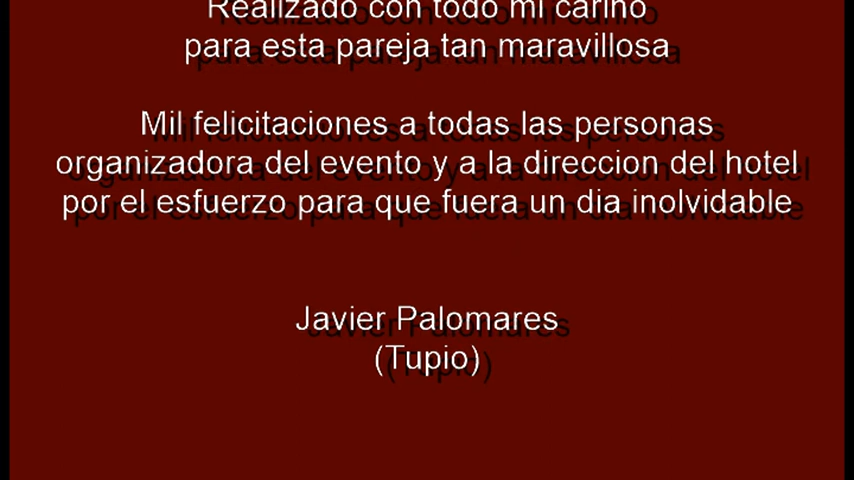 Realizado con todo mi cariño
para esta pareja tan maravillosa
Mil felicitaciones a todas las personas
organizadora del evento y a la direccion del hotel
por el esfuerzo para que fuera un dia inolvidable
Javier Palomares
(Tupio)